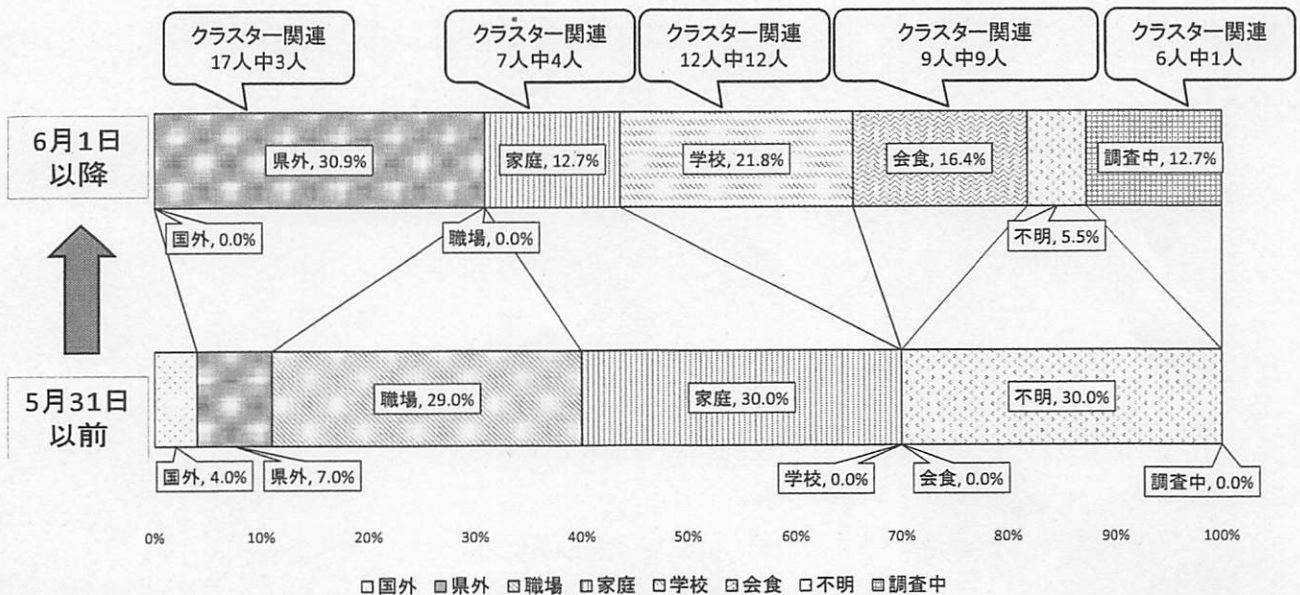 クラスター関連
17人中3人
クラスター関連
7人中4人
クラスター関連
12人中12人
クラスター関連
9人中9人
クラスター関連
6人中1人
6月1日
以降
県外, 30.9%
家庭, 12.7%
学校, 21.8%
会食, 16.4%
調査中, 12.7%
国外, 0.0%
職場, 0.0%
不明, 5.5%
5月31日
以前
職場, 29.0%
家庭, 30.0%
不明, 30.0%
国外, 4.0%
県外, 7.0%
学校, 0.0%
会食, 0.0%
調査中, 0.0%
0% 10% 20% 30% 40% 50% 60% 70% 80% 90% 100%
国外 県外 職場 家庭 学校 会食 不明 調査中